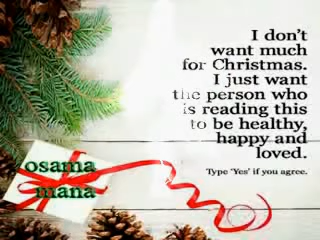 I don't
want much
for Christmas.
I just want
the person who
is reading this
to be healthy,
happy and
loved.
Type 'Yes' if you agree.
osama
mana